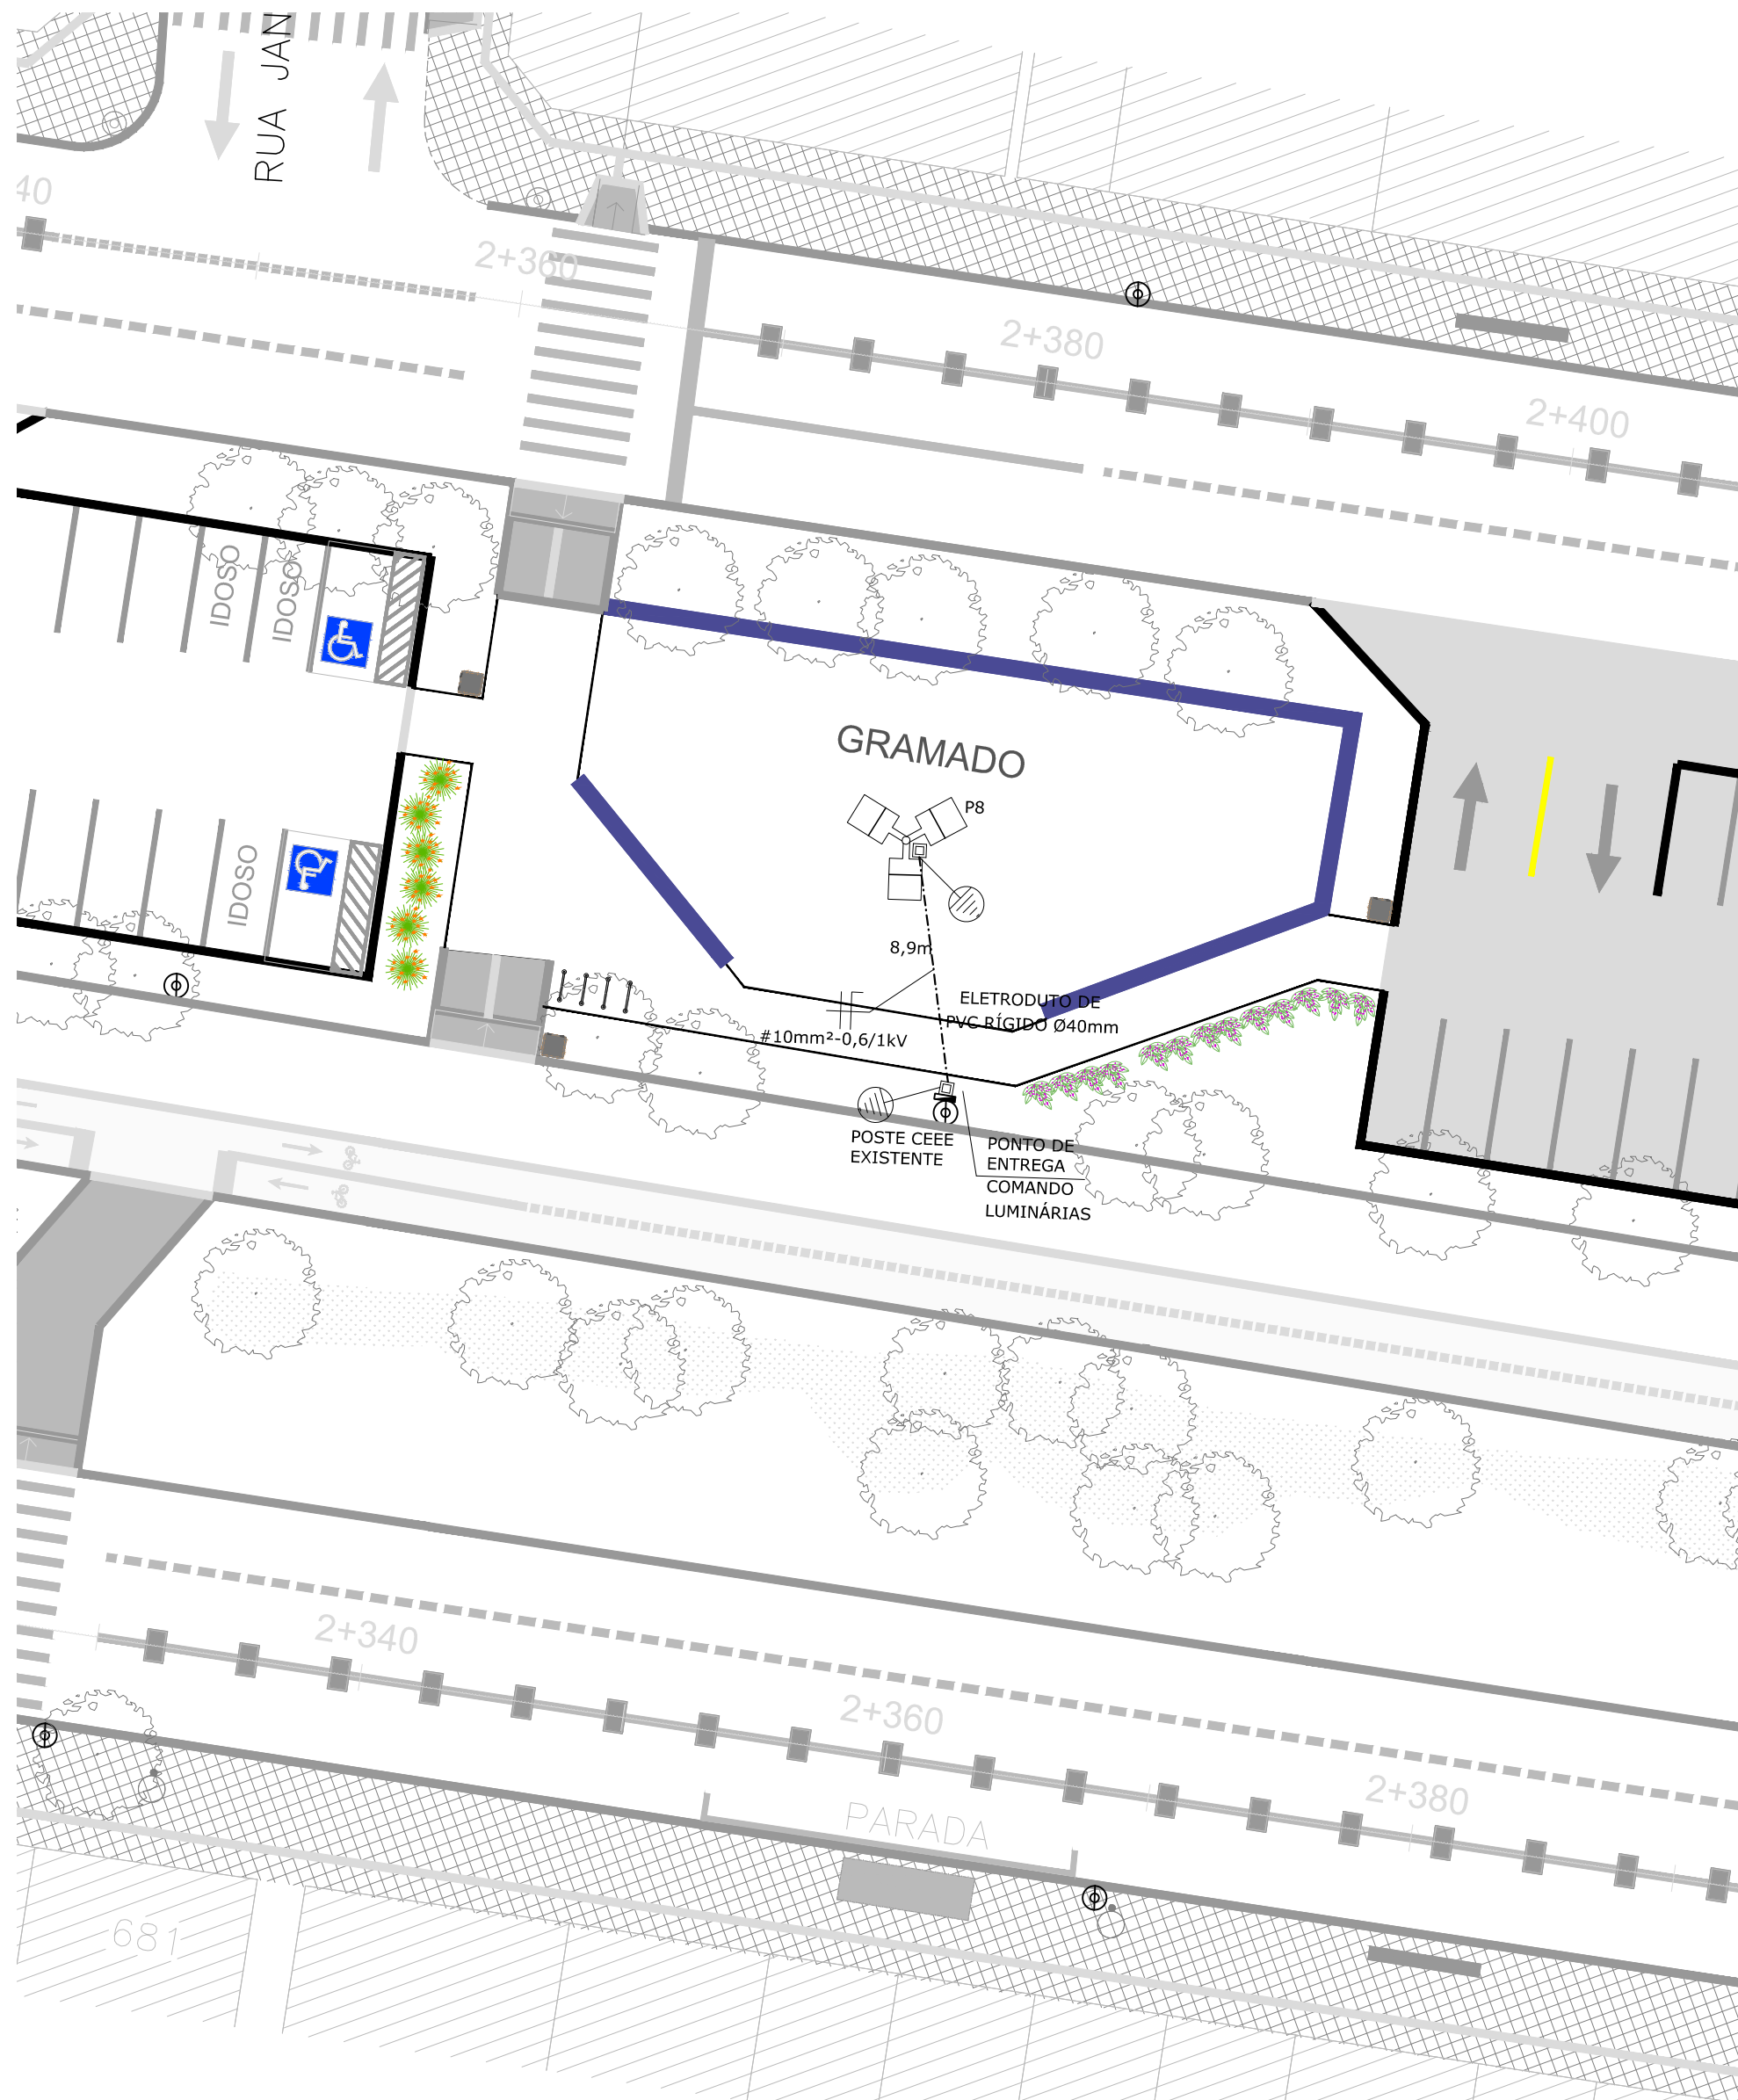 RUA JAN
40
2+360
2+380
2+400
IDOSO
IDOSO
GRAMADO
P8
IDOSO
8,9m
ELETRODUTO DE
PVC RÍGIDO Ø40mm
#10mm²-0,6/1kV
POSTE CEEE
EXISTENTE
PONTO DE
ENTREGA
COMANDO
LUMINÁRIAS
2+340
2+360
2+380
PARADA
681